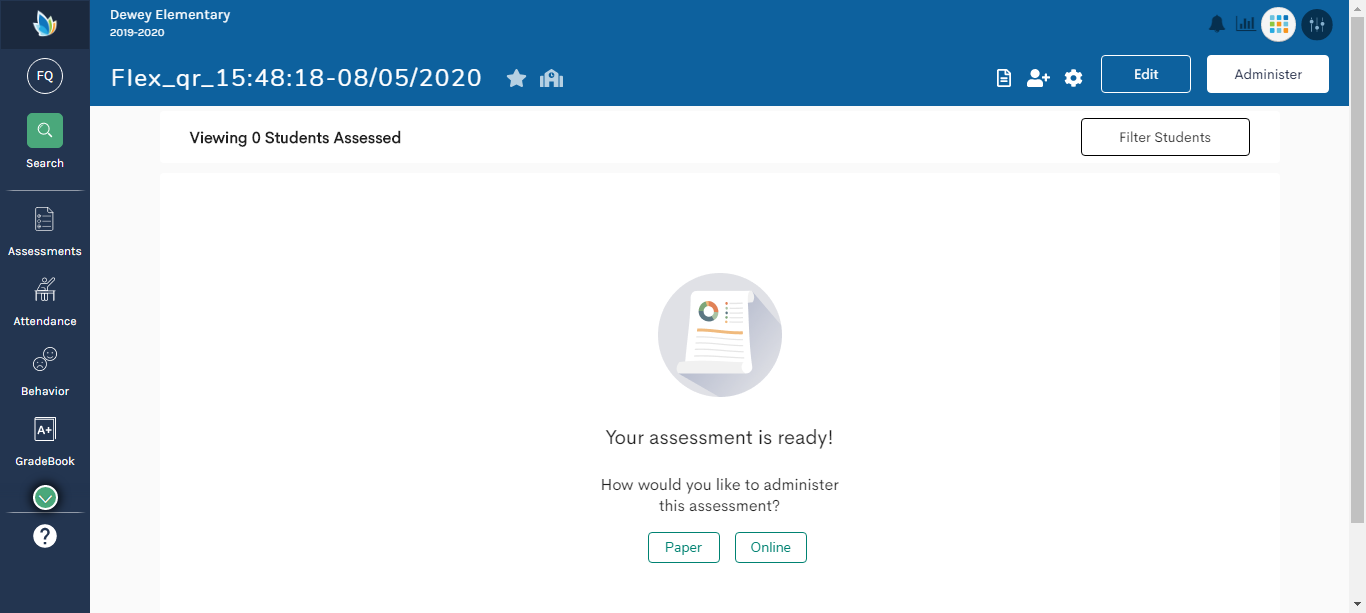 Dewey Elementary
2019-2020
Flex_qr_15:48:18-08/05/2020
Edit
Administer
FQ
Search
Assessments
Attendance
Behavior
A+
GradeBook
?
Viewing 0 Students Assessed
Filter Students
Your assessment is ready!
How would you like to administer
this assessment?
Paper
Online